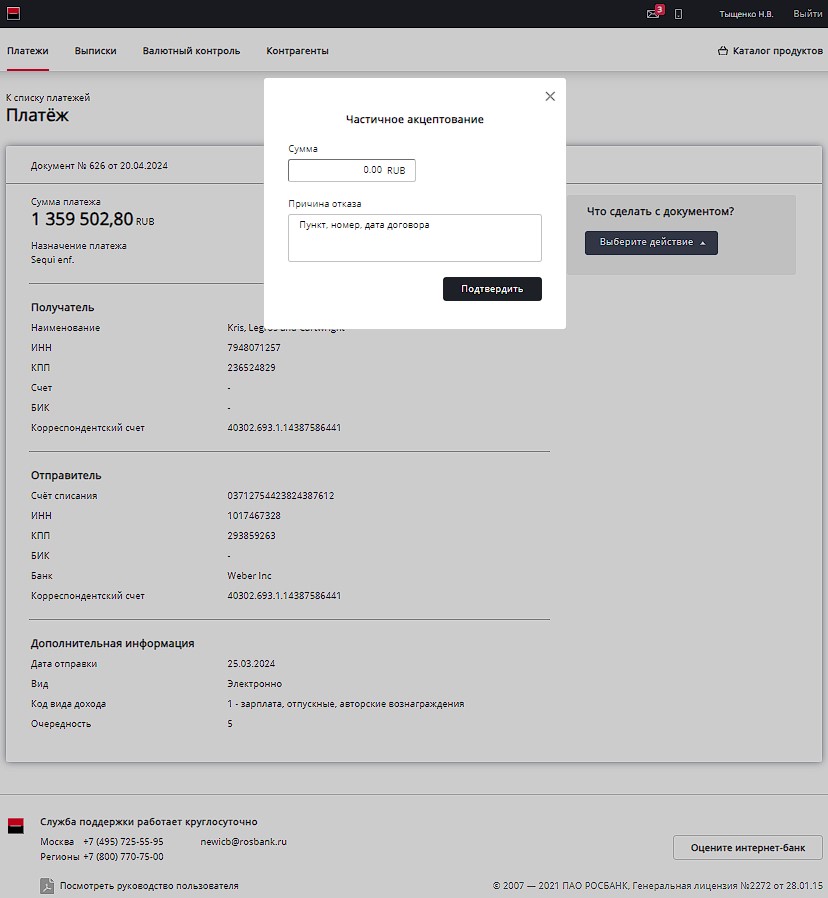 3
Тыщенко Н.В.
Выйти
Платежи
Выписки
Валютный контроль
Контрагенты
Каталог продуктов
К списку платежей
Платёж
Документ № 626 от 20.04.2024
Сумма платежа
1 359 502,80 RUB
Назначение платежа
Sequi enf.
Частичное акцептование
Сумма
0.00 RUB
Причина отказа
Пункт, номер, дата договора
Подтвердить
Что сделать с документом?
Выберите действие
Получатель
Наименование Kris, Legros and Cartwright
ИНН 7948071257
КПП 236524829
Счет -
БИК -
Корреспондентский счет 40302.693.1.14387586441
Отправитель
Счёт списания 03712754423824387612
ИНН 1017467328
КПП 293859263
БИК -
Банк Weber Inc
Корреспондентский счет 40302.693.1.14387586441
Дополнительная информация
Дата отправки 25.03.2024
Вид Электронно
Код вида дохода 1 - зарплата, отпускные, авторские вознаграждения
Очередность 5
Служба поддержки работает круглосуточно
Москва +7 (495) 725-55-95 newicb@rosbank.ru
Регионы +7 (800) 770-75-00
Оцените интернет-банк
Посмотреть руководство пользователя
© 2007 — 2021 ПАО РОСБАНК, Генеральная лицензия №2272 от 28.01.15